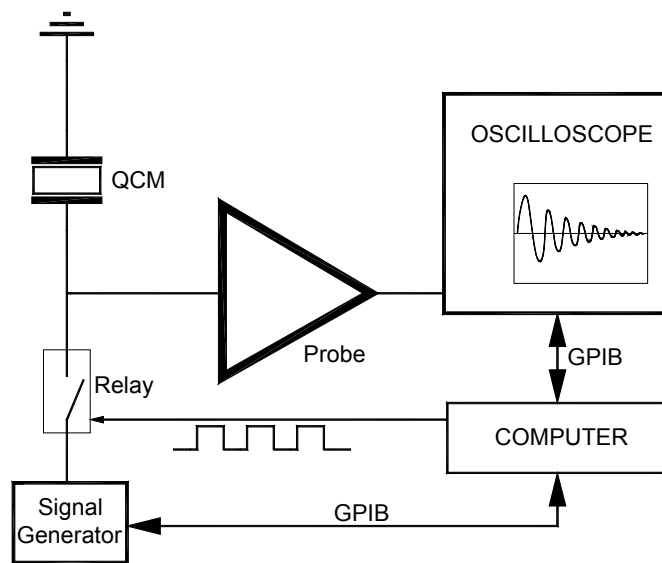 OSCILLOSCOPE
QCM
Probe
GPIB
Relay
COMPUTER
Signal
Generator
GPIB